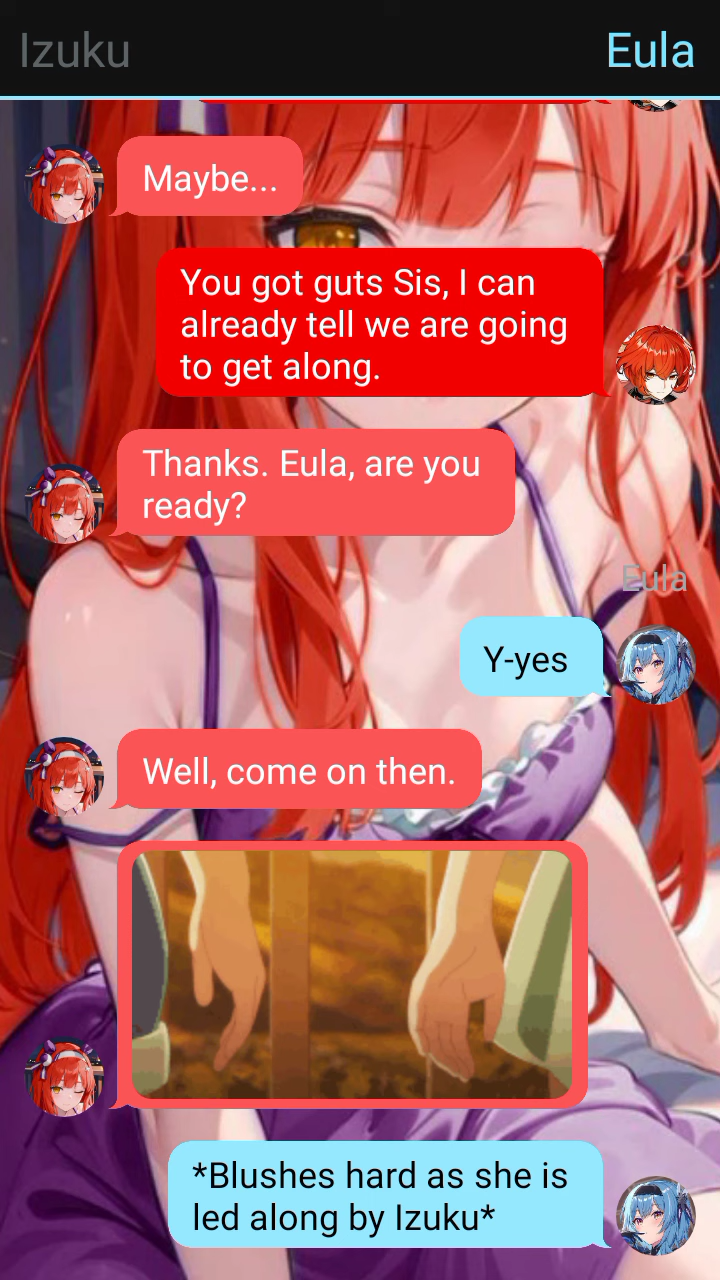 Izuku
Eula
Maybe...
You got guts Sis, I can
already tell we are going
to get along.
Thanks. Eula, are you
ready?
Eula
Y-yes
Well, come on then.
*Blushes hard as she is
led along by Izuku*